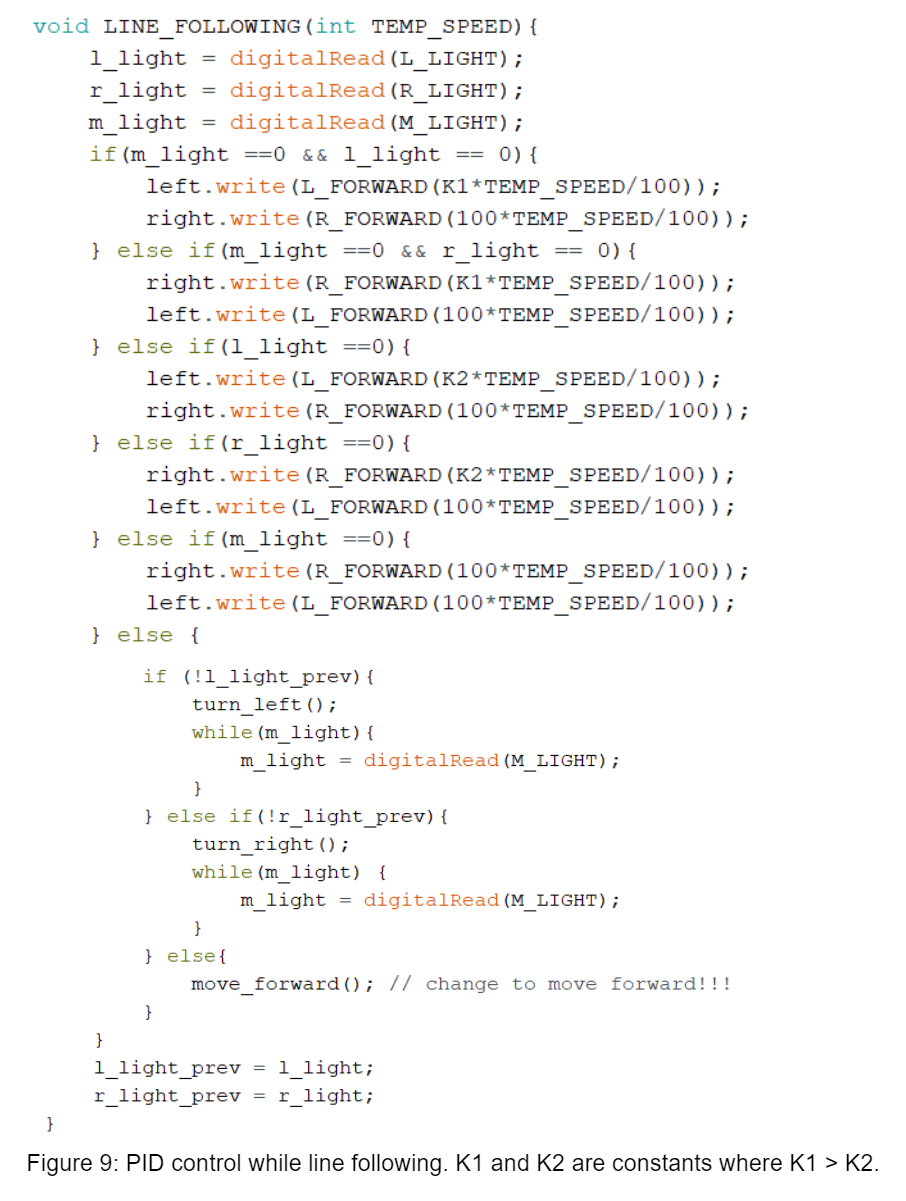 void LINE_FOLLOWING(int TEMP_SPEED){
    l_light = digitalRead(L_LIGHT);
    r_light = digitalRead(R_LIGHT);
    m_light = digitalRead(M_LIGHT);
    if(m_light ==0 && l_light == 0){
        left.write(L_FORWARD(K1*TEMP_SPEED/100));
        right.write(R_FORWARD(100*TEMP_SPEED/100));
    } else if(m_light ==0 && r_light == 0){
        right.write(R_FORWARD(K1*TEMP_SPEED/100));
        left.write(L_FORWARD(100*TEMP_SPEED/100));
    } else if(l_light ==0){
        left.write(L_FORWARD(K2*TEMP_SPEED/100));
        right.write(R_FORWARD(100*TEMP_SPEED/100));
    } else if(r_light ==0){
        right.write(R_FORWARD(K2*TEMP_SPEED/100));
        left.write(L_FORWARD(100*TEMP_SPEED/100));
    } else if(m_light ==0){
        right.write(R_FORWARD(100*TEMP_SPEED/100));
        left.write(L_FORWARD(100*TEMP_SPEED/100));
    } else {
        if (!l_light_prev){
            turn_left();
            while(m_light){
                m_light = digitalRead(M_LIGHT);
            }
        } else if(!r_light_prev){
            turn_right();
            while(m_light) {
                m_light = digitalRead(M_LIGHT);
            }
        } else{
            move_forward(); // change to move forward!!!
        }
    }
    l_light_prev = l_light;
    r_light_prev = r_light;
}
Figure 9: PID control while line following. K1 and K2 are constants where K1 > K2.